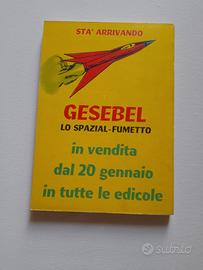 STA' ARRIVANDO
GESEBEL
LO SPAZIAL-FUMETTO
in vendita
dal 20 gennaio
in tutte le edicole
subito